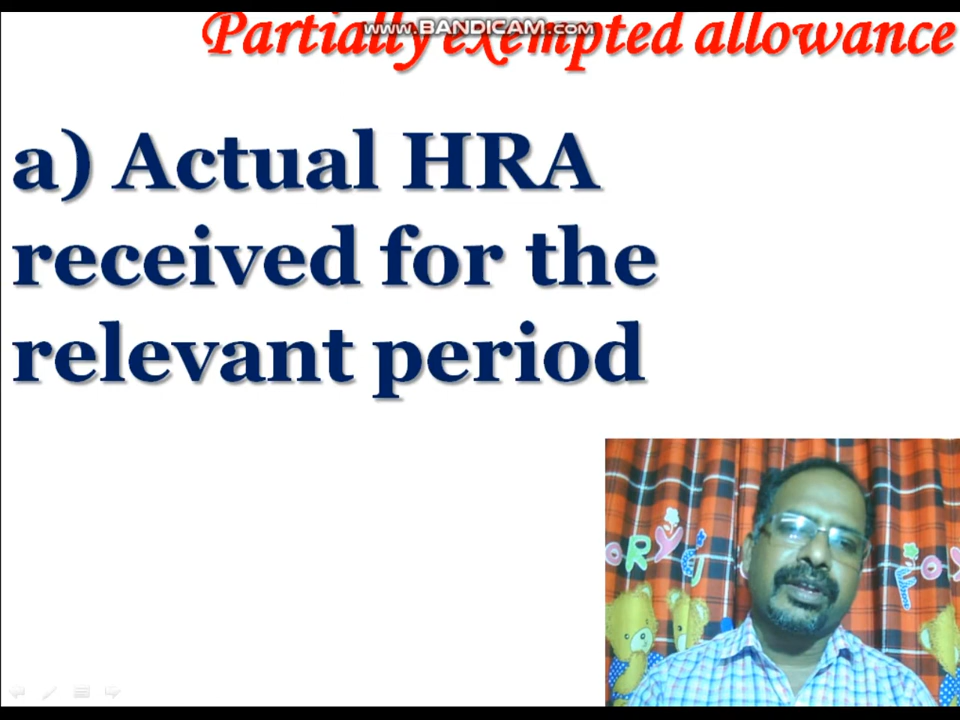 Partially exempted allowance
www.BANDICAM.com
a) Actual HRA
received for the
relevant period